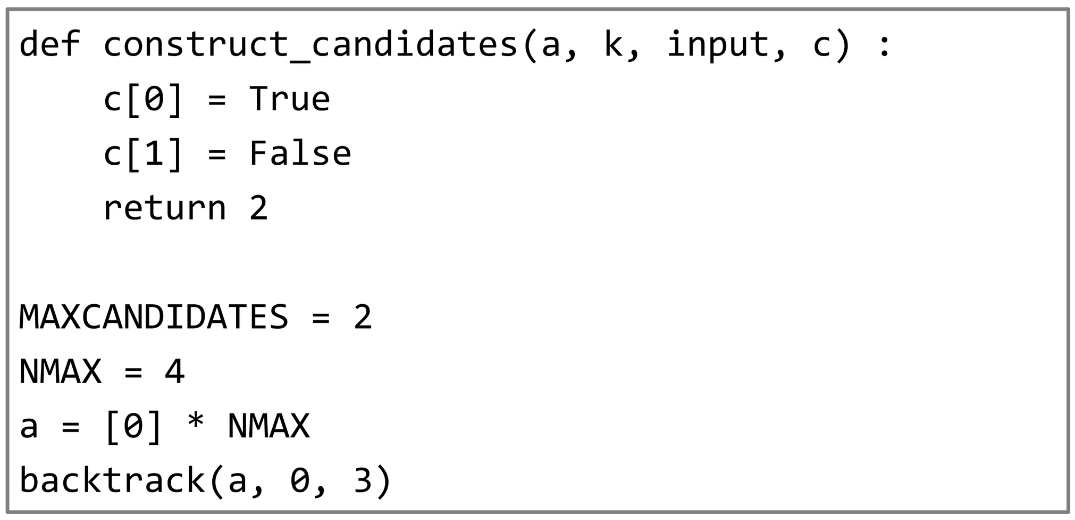 def construct_candidates(a, k, input, c) :
    c[0] = True
    c[1] = False
    return 2

MAXCANDIDATES = 2
NMAX = 4
a = [0] * NMAX
backtrack(a, 0, 3)